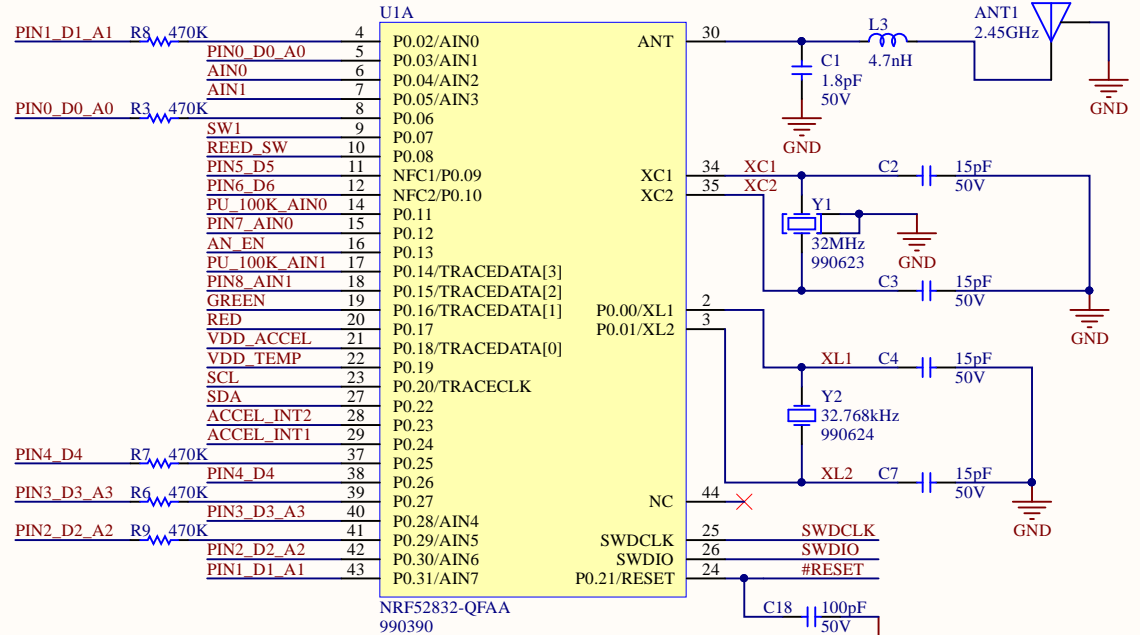 U1A
PIN1_D1_A1 R8 470K 4 P0.02/AIN0
PIN0_D0_A0 5 P0.03/AIN1
AIN0 6 P0.04/AIN2
AIN1 7 P0.05/AIN3
PIN0_D0_A0 R3 470K 8 P0.06
SW1 9 P0.07
REED_SW 10 P0.08
PIN5_D5 11 NFC1/P0.09
PIN6_D6 12 NFC2/P0.10
PU_100K_AIN0 14 P0.11
PIN7_AIN0 15 P0.12
AN_EN 16 P0.13
PU_100K_AIN1 17 P0.14/TRACEDATA[3]
PIN8_AIN1 18 P0.15/TRACEDATA[2]
GREEN 19 P0.16/TRACEDATA[1]
RED 20 P0.17
VDD_ACCEL 21 P0.18/TRACEDATA[0]
VDD_TEMP 22 P0.19
SCL 23 P0.20/TRACECLK
SDA 27 P0.22
ACCEL_INT2 28 P0.23
ACCEL_INT1 29 P0.24
PIN4_D4 R7 470K 37 P0.25
PIN4_D4 38 P0.26
PIN3_D3_A3 R6 470K 39 P0.27
PIN3_D3_A3 40 P0.28/AIN4
PIN2_D2_A2 R9 470K 41 P0.29/AIN5
PIN2_D2_A2 42 P0.30/AIN6
PIN1_D1_A1 43 P0.31/AIN7
NRF52832-QFAA
990390
ANT 30
C1
1.8pF
50V
GND
L3
4.7nH
ANT1
2.45GHz
GND
XC1 34 XC1
XC2 35 XC2
C2 15pF
50V
Y1
32MHz
990623
GND
C3 15pF
50V
GND
P0.00/XL1 2
P0.01/XL2 3
XL1 C4 15pF
50V
Y2
32.768kHz
990624
XL2 C7 15pF
50V
GND
NC 44
SWDCLK 25 SWDCLK
SWDIO 26 SWDIO
P0.21/RESET 24 #RESET
C18 100pF
50V